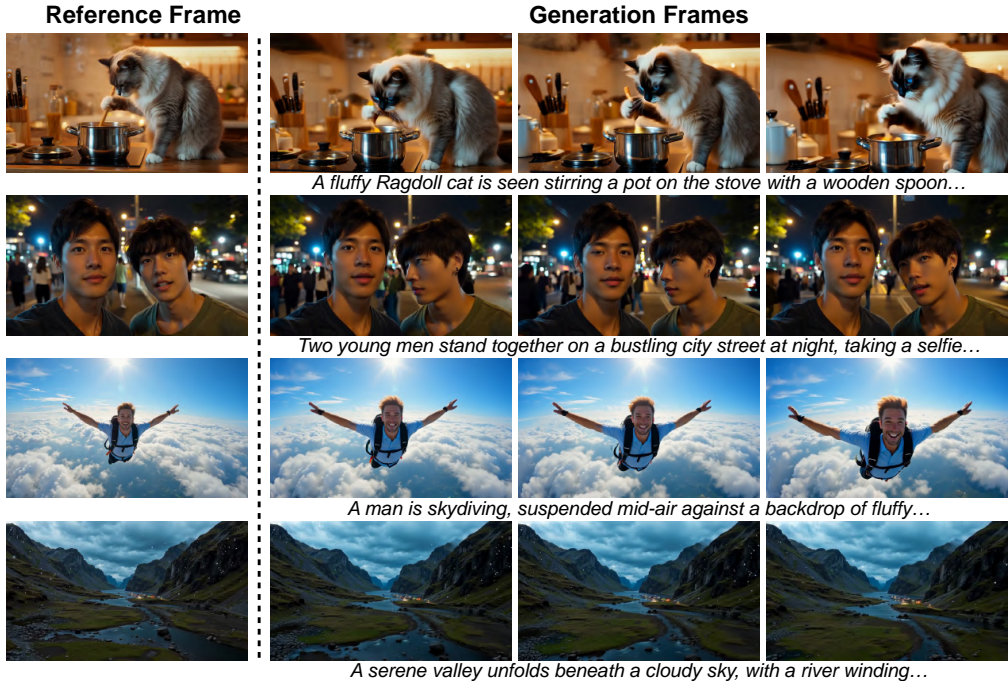 Reference Frame
Generation Frames
A fluffy Ragdoll cat is seen stirring a pot on the stove with a wooden spoon…
Two young men stand together on a bustling city street at night, taking a selfie…
A man is skydiving, suspended mid-air against a backdrop of fluffy…
A serene valley unfolds beneath a cloudy sky, with a river winding…